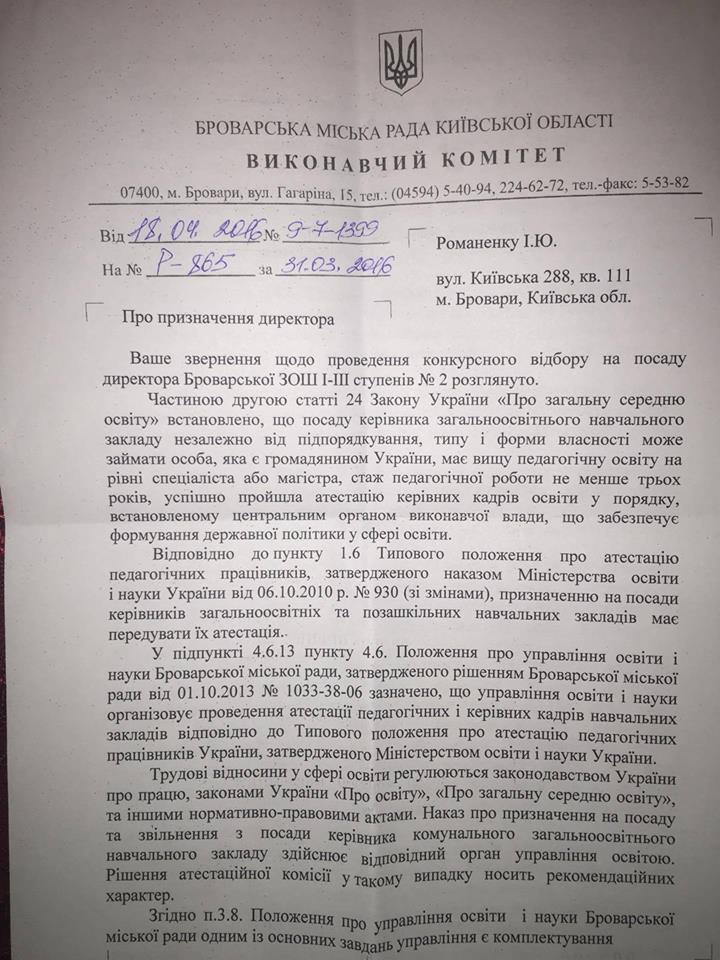 БРОВАРСЬКА МІСЬКА РАДА КИЇВСЬКОЇ ОБЛАСТІ
ВИКОНАВЧИЙ КОМІТЕТ
07400, м. Бровари, вул. Гагаріна, 15, тел.: (04594) 5-40-94, 224-62-72, тел.-факс: 5-53-82
Від 18.04.2016 № 9-7-1399
На № Р-865 за 31.03.2016
Романенку І.Ю.
вул. Київська 288, кв. 111
м. Бровари, Київська обл.
Про призначення директора
Ваше звернення щодо проведення конкурсного відбору на посаду
директора Броварської ЗОШ І-ІІІ ступенів № 2 розглянуто.
Частиною другою статті 24 Закону України «Про загальну середню
освіту» встановлено, що посаду керівника загальноосвітнього навчального
закладу незалежно від підпорядкування, типу і форми власності може
займати особа, яка є громадянином України, має вищу педагогічну освіту на
рівні спеціаліста або магістра, стаж педагогічної роботи не менше трьох
років, успішно пройшла атестацію керівних кадрів освіти у порядку,
встановленому центральним органом виконавчої влади, що забезпечує
формування державної політики у сфері освіти.
Відповідно до пункту 1.6 Типового положення про атестацію
педагогічних працівників, затвердженого наказом Міністерства освіти
і науки України від 06.10.2010 р. № 930 (зі змінами), призначенню на посади
керівників загальноосвітніх та позашкільних навчальних закладів має
передувати їх атестація..
У підпункті 4.6.13 пункту 4.6. Положення про управління освіти і
науки Броварської міської ради, затвердженого рішенням Броварської міської
ради від 01.10.2013 № 1033-38-06 зазначено, що управління освіти і науки
організовує проведення атестації педагогічних і керівних кадрів навчальних
закладів відповідно до Типового положення про атестацію педагогічних
працівників України, затвердженого Міністерством освіти і науки України.
Трудові відносини у сфері освіти регулюються законодавством України
про працю, законами України «Про освіту», «Про загальну середню освіту»,
та іншими нормативно-правовими актами. Наказ про призначення на посаду
та звільнення з посади керівника комунального загальноосвітнього
навчального закладу здійснює відповідний орган управління освітою.
Рішення атестаційної комісії у такому випадку носить рекомендаційних
характер.
Згідно п.3.8. Положення про управління освіти і науки Броварської
міської ради одним із основних завдань управління є комплектування